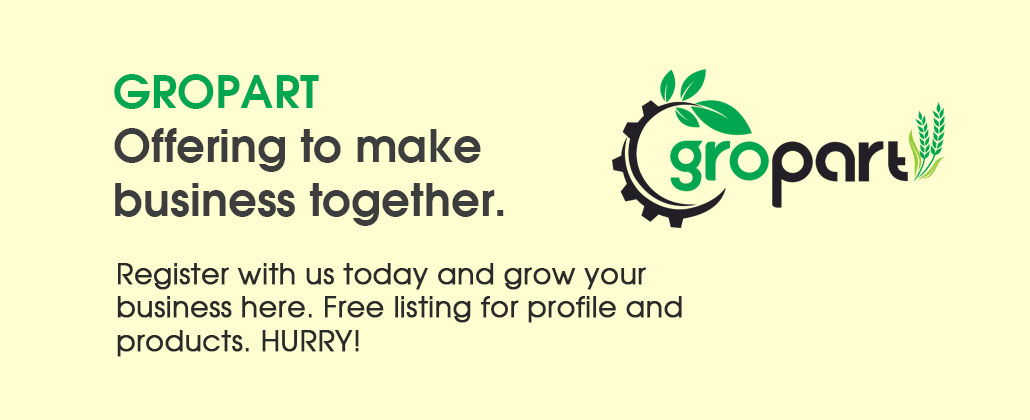 GROPART
Offering to make
business together.
gropart
Register with us today and grow your
business here. Free listing for profile and
products. HURRY!